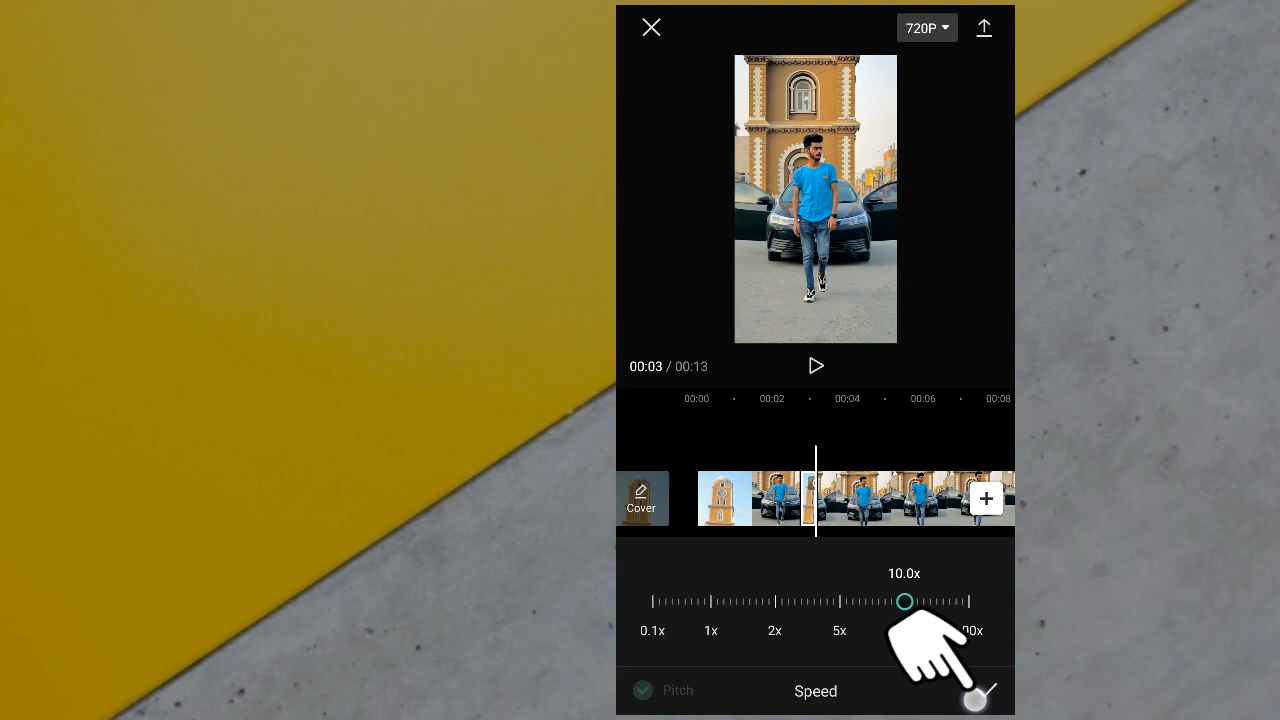 720P
00:03 / 00:13
00:00 00:02 00:04 00:06 00:08
Cover
10.0x
0.1x 1x 2x 5x
Pitch Speed